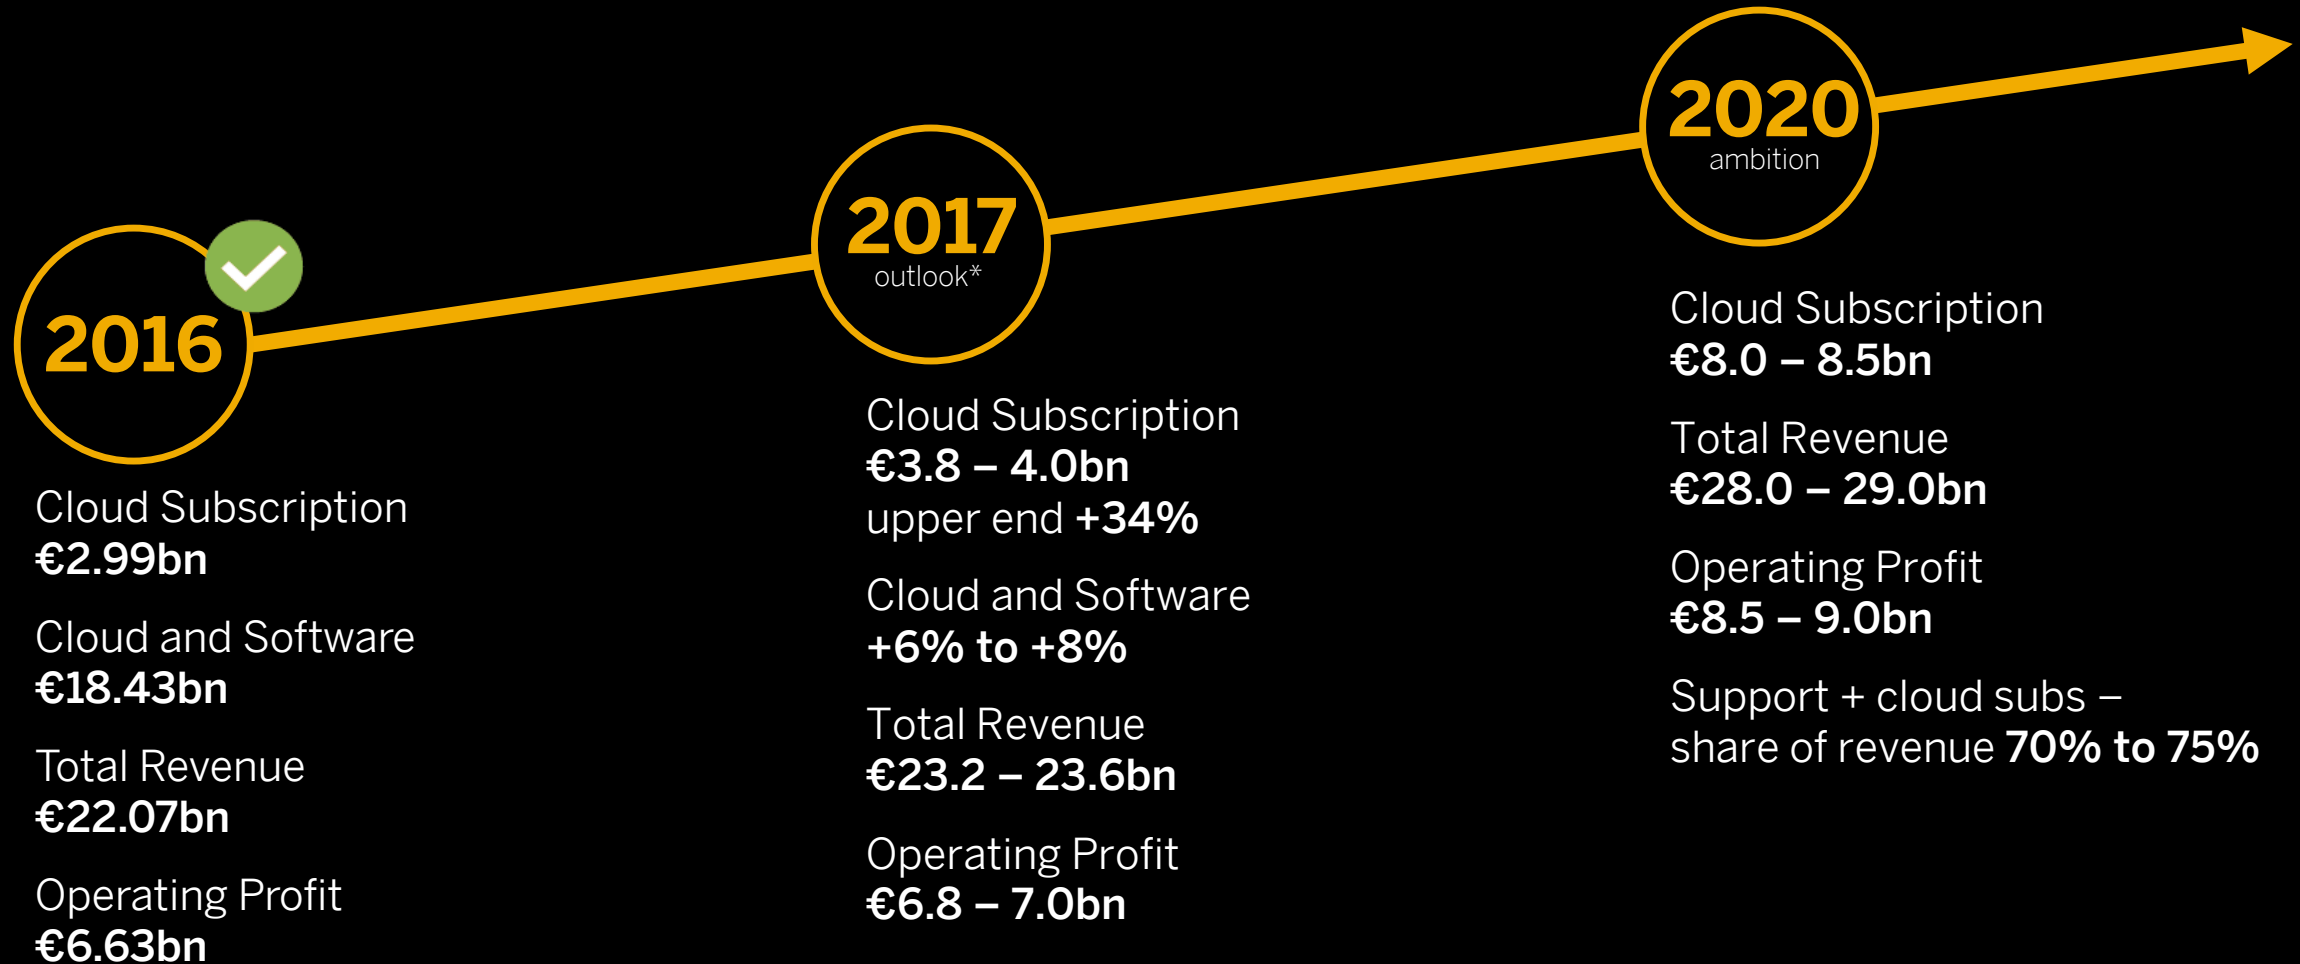 2016
Cloud Subscription
€2.99bn
Cloud and Software
€18.43bn
Total Revenue
€22.07bn
Operating Profit
€6.63bn
2017
outlook*
Cloud Subscription
€3.8 – 4.0bn
upper end +34%
Cloud and Software
+6% to +8%
Total Revenue
€23.2 – 23.6bn
Operating Profit
€6.8 – 7.0bn
2020
ambition
Cloud Subscription
€8.0 – 8.5bn
Total Revenue
€28.0 – 29.0bn
Operating Profit
€8.5 – 9.0bn
Support + cloud subs –
share of revenue 70% to 75%